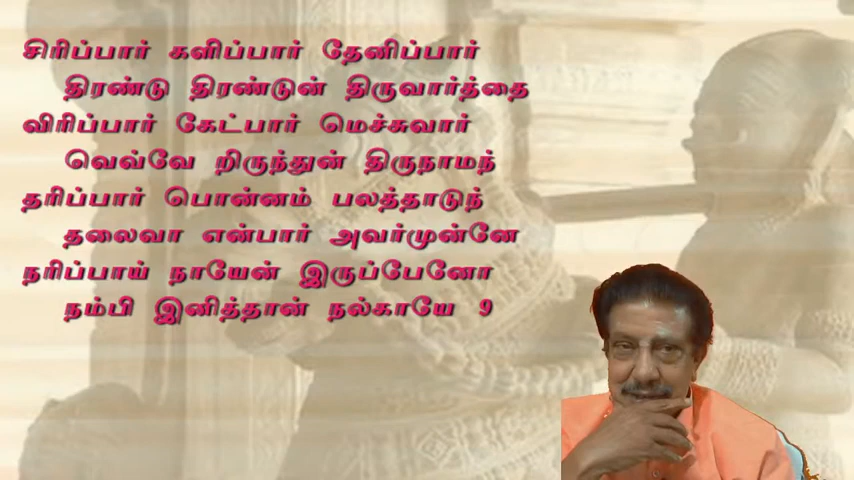 சிரிப்பார் களிப்பார் தேனிப்பார்
திரண்டு திரண்டுன் திருவார்த்தை
விரிப்பார் கேட்பார் மெச்சுவார்
வெவ்வே றிருந்துன் திருநாமந்
தரிப்பார் பொன்னம் பலத்தாடுந்
தலைவா என்பார் அவர்முன்னே
நரிப்பாய் நாயேன் இருப்பேனோ
நம்பி இனித்தான் நல்காயே 9